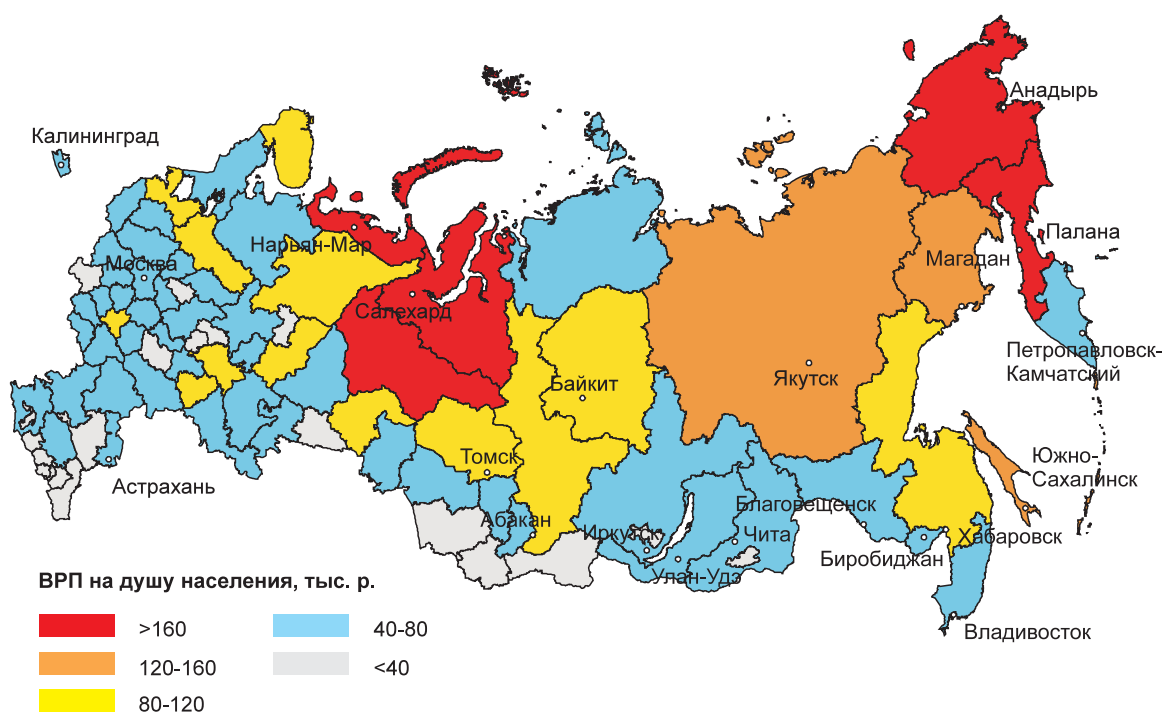 Анадырь
Калининград
Палана
Нарьян-Мар
Магадан
Москва
Салехард
Петропавловск-
Камчатский
Якутск
Байкит
Томск
Южно-
Сахалинск
Астрахань
Благовещенск
Абакан
Иркутск
Чита
Хабаровск
Биробиджан
Улан-Удэ
ВРП на душу населения, тыс. р.
>160
40-80
Владивосток
120-160
<40
80-120